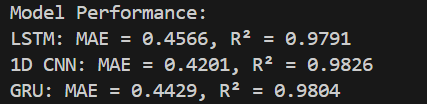 Model Performance:
LSTM: MAE = 0.4566, R² = 0.9791
1D CNN: MAE = 0.4201, R² = 0.9826
GRU: MAE = 0.4429, R² = 0.9804